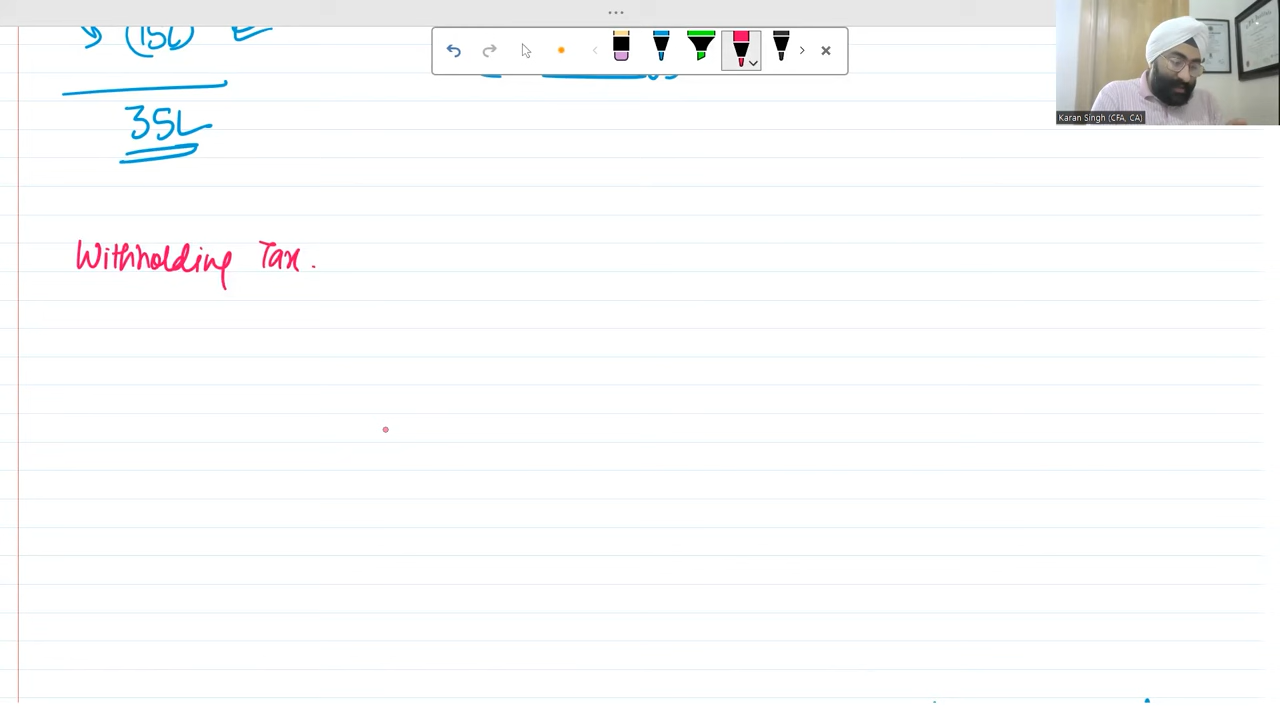 (15L)
35L
Karan Singh (CFA, CA)
Withholding Tax.